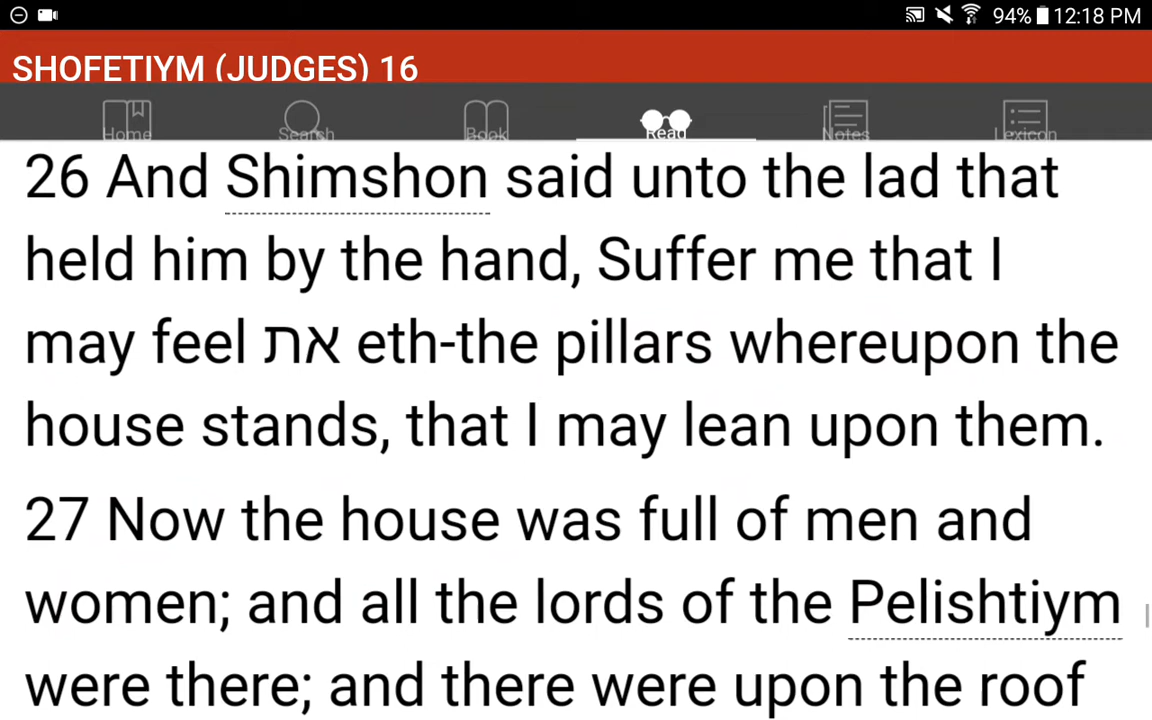 94% 12:18 PM
SHOFETIYM (JUDGES) 16
Home Search Book Read Notes Lexicon
26 And Shimshon said unto the lad that
held him by the hand, Suffer me that I
may feel את eth-the pillars whereupon the
house stands, that I may lean upon them.
27 Now the house was full of men and
women; and all the lords of the Pelishtiym
were there; and there were upon the roof